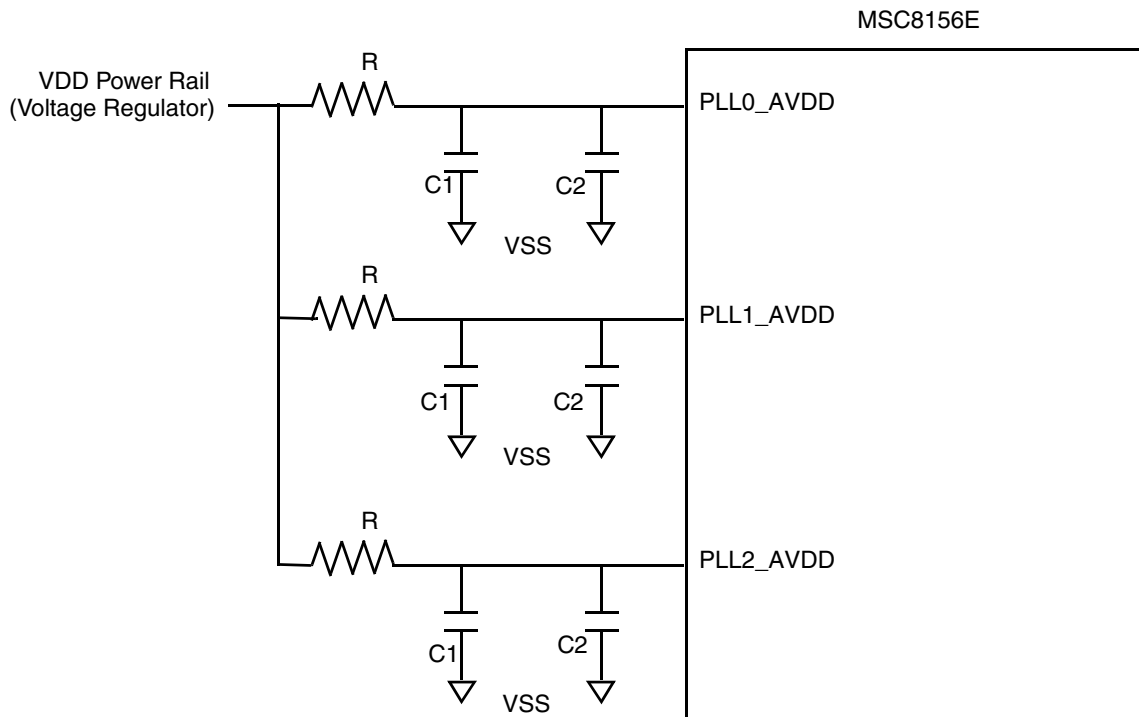 MSC8156E
VDD Power Rail
(Voltage Regulator)
R
PLL0_AVDD
C1
C2
VSS
R
PLL1_AVDD
C1
C2
VSS
R
PLL2_AVDD
C1
C2
VSS